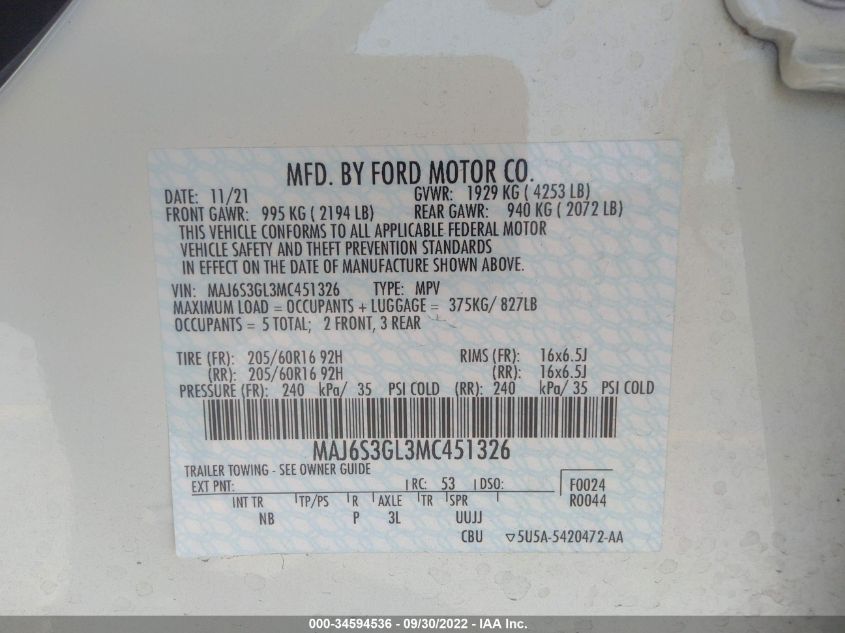 MFD. BY FORD MOTOR CO.
DATE: 11/21 GVWR: 1929 KG ( 4253 LB)
FRONT GAWR: 995 KG ( 2194 LB) REAR GAWR: 940 KG ( 2072 LB)
THIS VEHICLE CONFORMS TO ALL APPLICABLE FEDERAL MOTOR
VEHICLE SAFETY AND THEFT PREVENTION STANDARDS
IN EFFECT ON THE DATE OF MANUFACTURE SHOWN ABOVE.
VIN: MAJ6S3GL3MC451326 TYPE: MPV
MAXIMUM LOAD = OCCUPANTS + LUGGAGE = 375KG/ 827LB
OCCUPANTS = 5 TOTAL; 2 FRONT, 3 REAR
TIRE (FR): 205/60R16 92H RIMS (FR): 16x6.5J
(RR): 205/60R16 92H (RR): 16x6.5J
PRESSURE (FR): 240 kPa/ 35 PSI COLD (RR): 240 kPa/ 35 PSI COLD
MAJ6S3GL3MC451326
TRAILER TOWING - SEE OWNER GUIDE
EXT PNT: RC: 53 DSO: F0024
INT TR TP/PS R AXLE TR SPR R0044
NB P 3L UUJJ
CBU ▽5U5A-5420472-AA
000-34594536 - 09/30/2022 - IAA Inc.